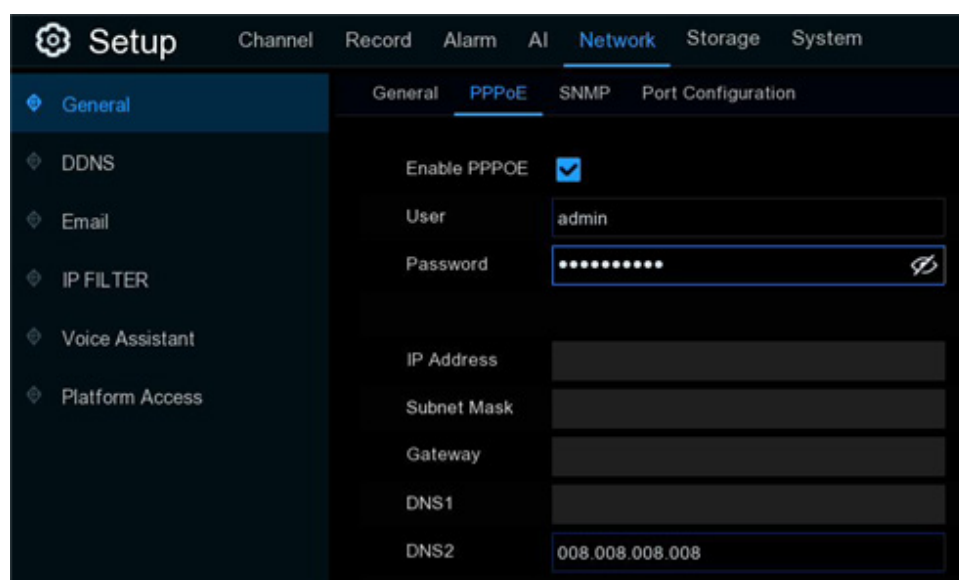 Setup Channel Record Alarm AI Network Storage System
General
DDNS
Email
IP FILTER
Voice Assistant
Platform Access
General PPPoE SNMP Port Configuration
Enable PPPOE
User admin
Password ••••••••••
IP Address
Subnet Mask
Gateway
DNS1
DNS2 008.008.008.008